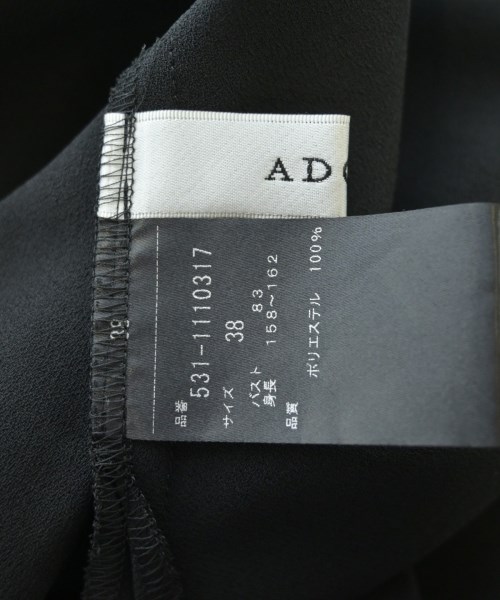 AD
品番 531-1110317
サイズ 38
バスト 83
身長 158～162
品質 ポリエステル 100%
38